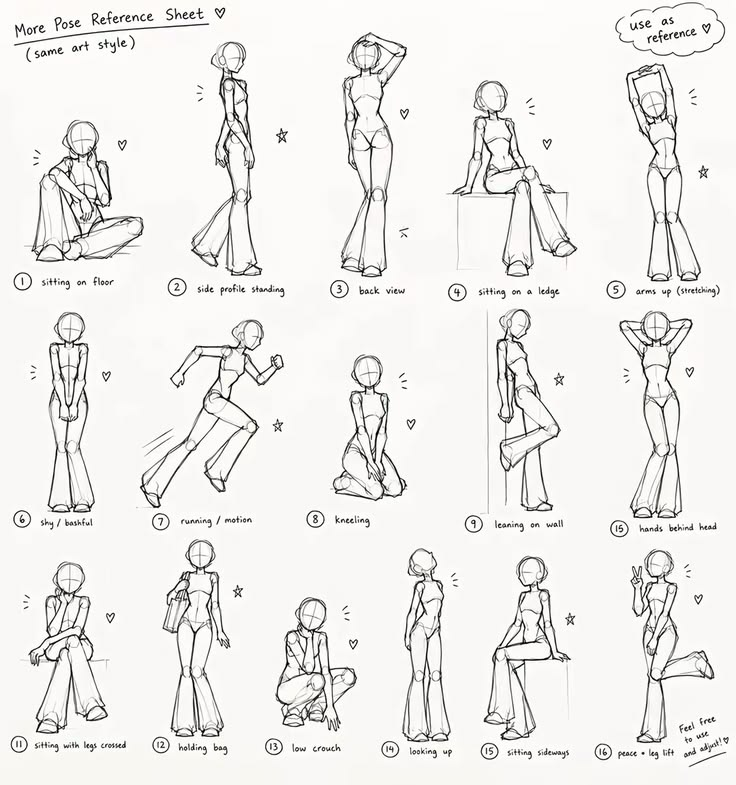 More Pose Reference Sheet ♡
(same art style)
use as
reference ♡
1 sitting on floor
2 side profile standing
3 back view
4 sitting on a ledge
5 arms up (stretching)
6 shy / bashful
7 running / motion
8 kneeling
9 leaning on wall
15 hands behind head
11 sitting with legs crossed
12 holding bag
13 low crouch
14 looking up
15 sitting sideways
16 peace + leg lift
Feel free
to use
and adjust! ♡